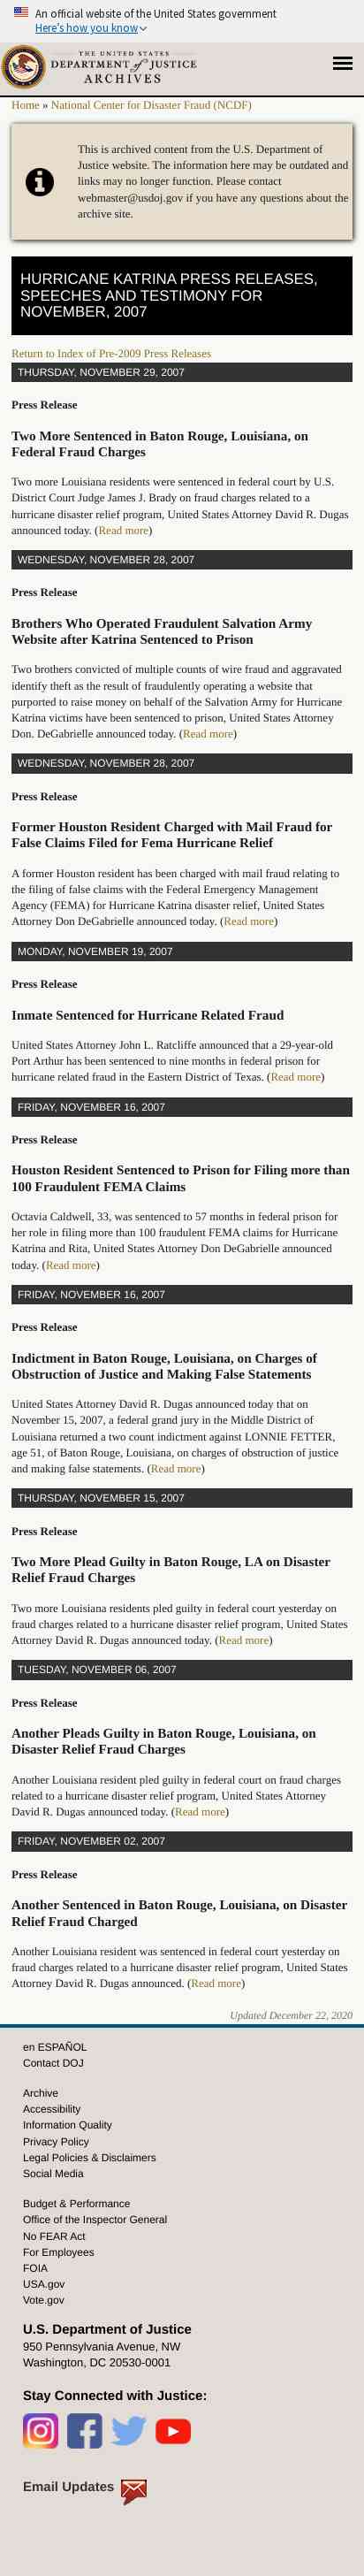 An official website of the United States government
Here’s how you know
THE UNITED STATES
DEPARTMENT of JUSTICE
ARCHIVES
Home » National Center for Disaster Fraud (NCDF)
This is archived content from the U.S. Department of
Justice website. The information here may be outdated and
links may no longer function. Please contact
webmaster@usdoj.gov if you have any questions about the
archive site.
HURRICANE KATRINA PRESS RELEASES,
SPEECHES AND TESTIMONY FOR
NOVEMBER, 2007
Return to Index of Pre-2009 Press Releases
THURSDAY, NOVEMBER 29, 2007
Press Release
Two More Sentenced in Baton Rouge, Louisiana, on
Federal Fraud Charges
Two more Louisiana residents were sentenced in federal court by U.S.
District Court Judge James J. Brady on fraud charges related to a
hurricane disaster relief program, United States Attorney David R. Dugas
announced today. (Read more)
WEDNESDAY, NOVEMBER 28, 2007
Press Release
Brothers Who Operated Fraudulent Salvation Army
Website after Katrina Sentenced to Prison
Two brothers convicted of multiple counts of wire fraud and aggravated
identify theft as the result of fraudulently operating a website that
purported to raise money on behalf of the Salvation Army for Hurricane
Katrina victims have been sentenced to prison, United States Attorney
Don. DeGabrielle announced today. (Read more)
WEDNESDAY, NOVEMBER 28, 2007
Press Release
Former Houston Resident Charged with Mail Fraud for
False Claims Filed for Fema Hurricane Relief
A former Houston resident has been charged with mail fraud relating to
the filing of false claims with the Federal Emergency Management
Agency (FEMA) for Hurricane Katrina disaster relief, United States
Attorney Don DeGabrielle announced today. (Read more)
MONDAY, NOVEMBER 19, 2007
Press Release
Inmate Sentenced for Hurricane Related Fraud
United States Attorney John L. Ratcliffe announced that a 29-year-old
Port Arthur has been sentenced to nine months in federal prison for
hurricane related fraud in the Eastern District of Texas. (Read more)
FRIDAY, NOVEMBER 16, 2007
Press Release
Houston Resident Sentenced to Prison for Filing more than
100 Fraudulent FEMA Claims
Octavia Caldwell, 33, was sentenced to 57 months in federal prison for
her role in filing more than 100 fraudulent FEMA claims for Hurricane
Katrina and Rita, United States Attorney Don DeGabrielle announced
today. (Read more)
FRIDAY, NOVEMBER 16, 2007
Press Release
Indictment in Baton Rouge, Louisiana, on Charges of
Obstruction of Justice and Making False Statements
United States Attorney David R. Dugas announced today that on
November 15, 2007, a federal grand jury in the Middle District of
Louisiana returned a two count indictment against LONNIE FETTER,
age 51, of Baton Rouge, Louisiana, on charges of obstruction of justice
and making false statements. (Read more)
THURSDAY, NOVEMBER 15, 2007
Press Release
Two More Plead Guilty in Baton Rouge, LA on Disaster
Relief Fraud Charges
Two more Louisiana residents pled guilty in federal court yesterday on
fraud charges related to a hurricane disaster relief program, United States
Attorney David R. Dugas announced today. (Read more)
TUESDAY, NOVEMBER 06, 2007
Press Release
Another Pleads Guilty in Baton Rouge, Louisiana, on
Disaster Relief Fraud Charges
Another Louisiana resident pled guilty in federal court on fraud charges
related to a hurricane disaster relief program, United States Attorney
David R. Dugas announced today. (Read more)
FRIDAY, NOVEMBER 02, 2007
Press Release
Another Sentenced in Baton Rouge, Louisiana, on Disaster
Relief Fraud Charged
Another Louisiana resident was sentenced in federal court yesterday on
fraud charges related to a hurricane disaster relief program, United States
Attorney David R. Dugas announced. (Read more)
Updated December 22, 2020
en ESPAÑOL
Contact DOJ
Archive
Accessibility
Information Quality
Privacy Policy
Legal Policies & Disclaimers
Social Media
Budget & Performance
Office of the Inspector General
No FEAR Act
For Employees
FOIA
USA.gov
Vote.gov
U.S. Department of Justice
950 Pennsylvania Avenue, NW
Washington, DC 20530-0001
Stay Connected with Justice:
Email Updates